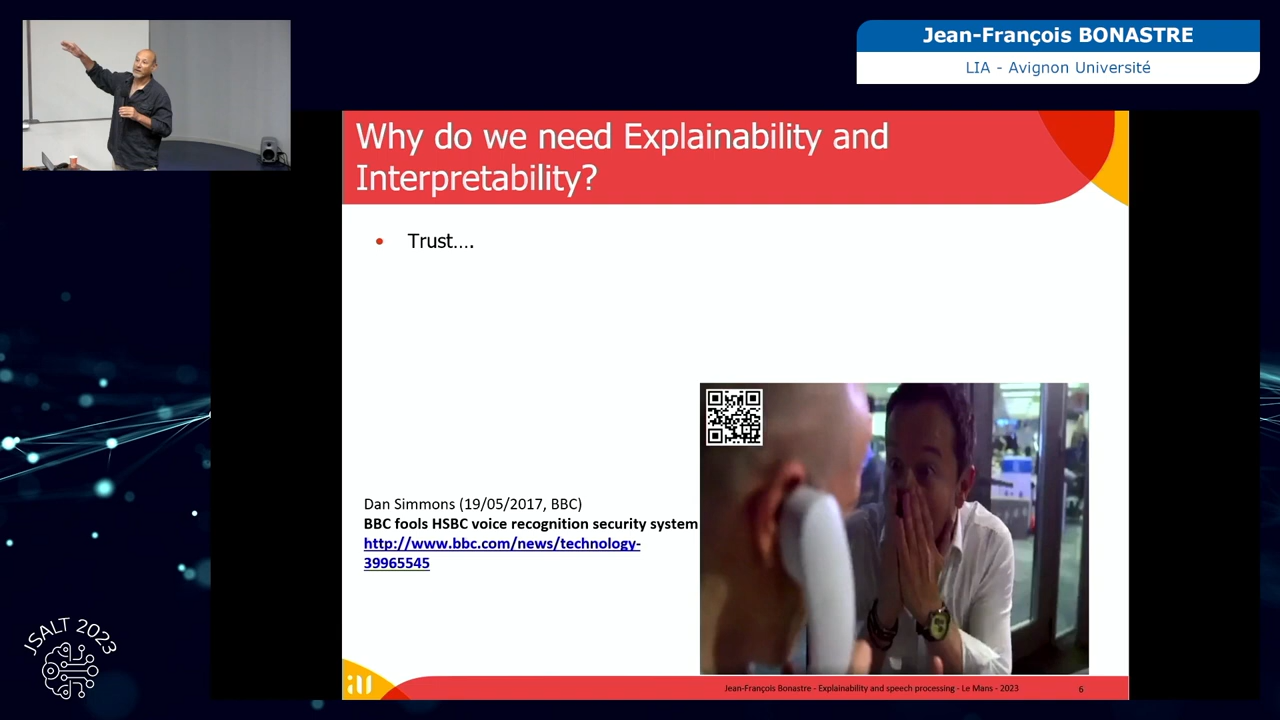 Jean-François BONASTRE
LIA - Avignon Université
Why do we need Explainability and
Interpretability?
• Trust….
Dan Simmons (19/05/2017, BBC)
BBC fools HSBC voice recognition security system
http://www.bbc.com/news/technology-
39965545
JSALT 2023
au
Jean-François Bonastre - Explainability and speech processing - Le Mans - 2023
6